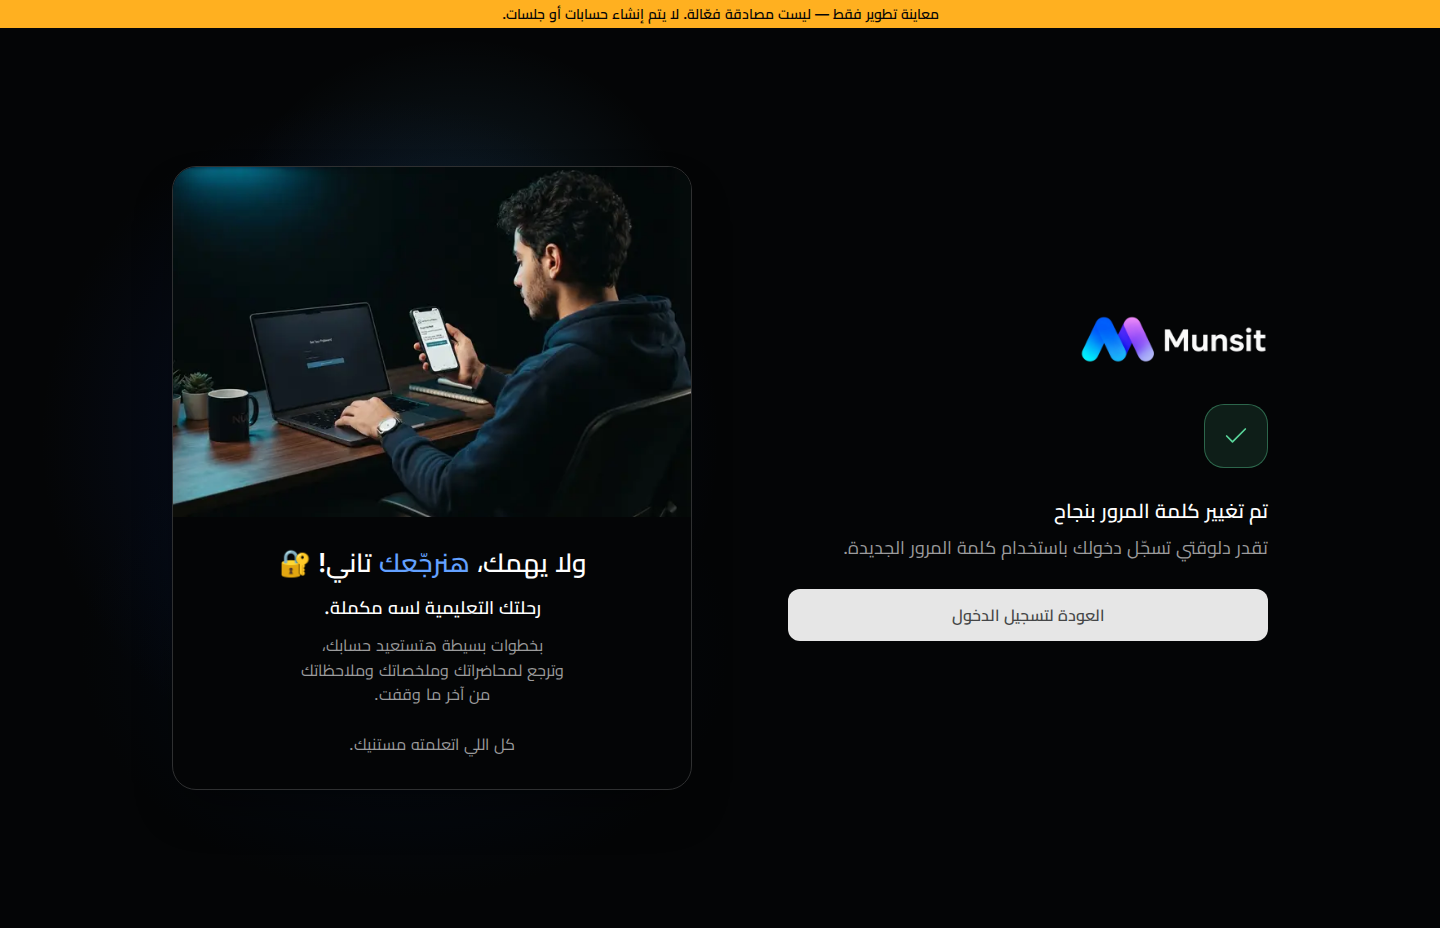 معاينة تطوير فقط — ليست مصادقة فعّالة. لا يتم إنشاء حسابات أو جلسات.
Munsit
تم تغيير كلمة المرور بنجاح
تقدر دلوقتي تسجّل دخولك باستخدام كلمة المرور الجديدة.
العودة لتسجيل الدخول
ولا يهمك، هنرجّعك تاني! 🔐
رحلتك التعليمية لسه مكملة.
بخطوات بسيطة هتستعيد حسابك،
وترجع لمحاضراتك وملخصاتك وملاحظاتك
من آخر ما وقفت.
كل اللي اتعلمته مستنيك.